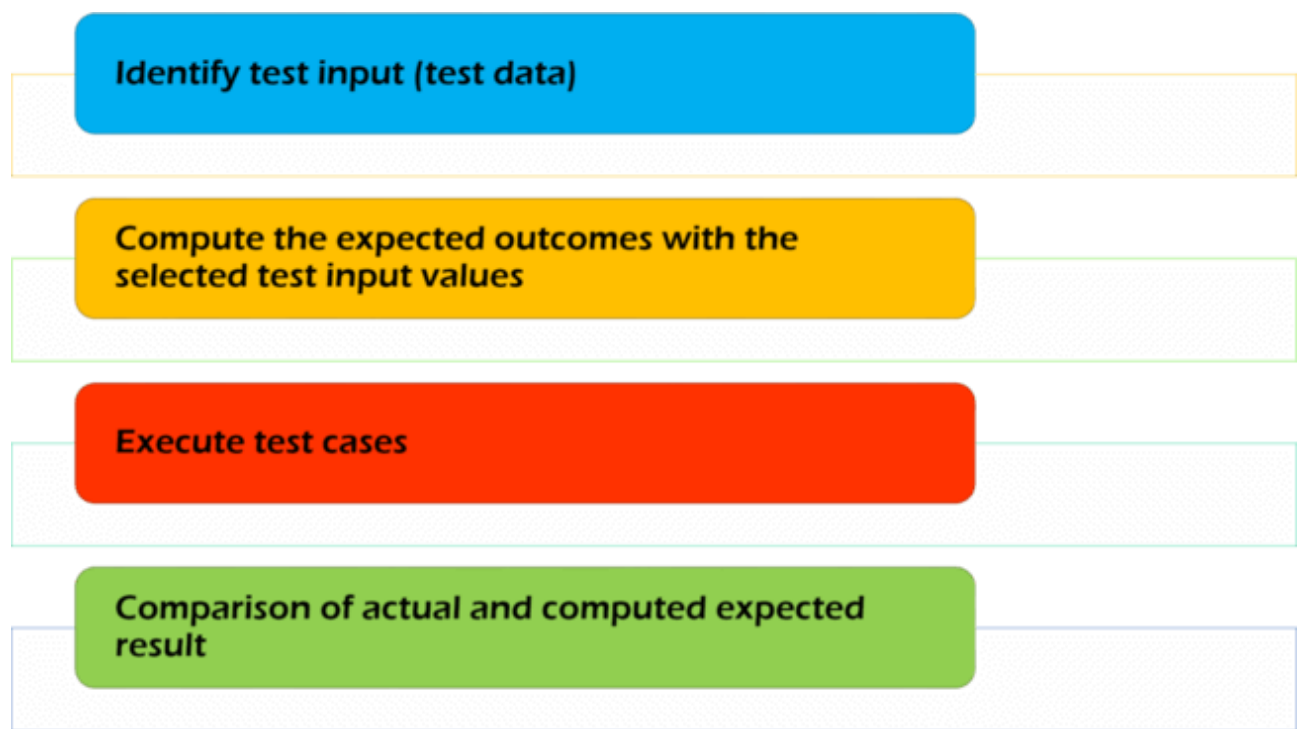 Identify test input (test data)
Compute the expected outcomes with the
selected test input values
Execute test cases
Comparison of actual and computed expected
result